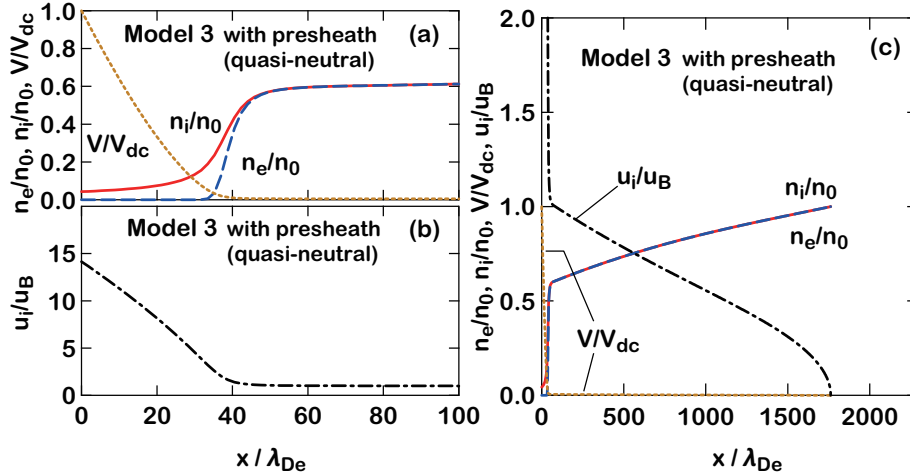 n_e/n_0, n_i/n_0, V/V_dc
1.0
0.8
0.6
0.4
0.2
0.0
Model 3 with presheath
(quasi-neutral)
(a)
V/V_dc
n_i/n_0
n_e/n_0
u_i/u_B
15
10
5
0
Model 3 with presheath
(quasi-neutral)
(b)
0 20 40 60 80 100
x / λ_De
n_e/n_0, n_i/n_0, V/V_dc, u_i/u_B
2.0
1.5
1.0
0.5
0.0
Model 3 with presheath
(quasi-neutral)
(c)
u_i/u_B
n_i/n_0
n_e/n_0
V/V_dc
0 500 1000 1500 2000
x / λ_De